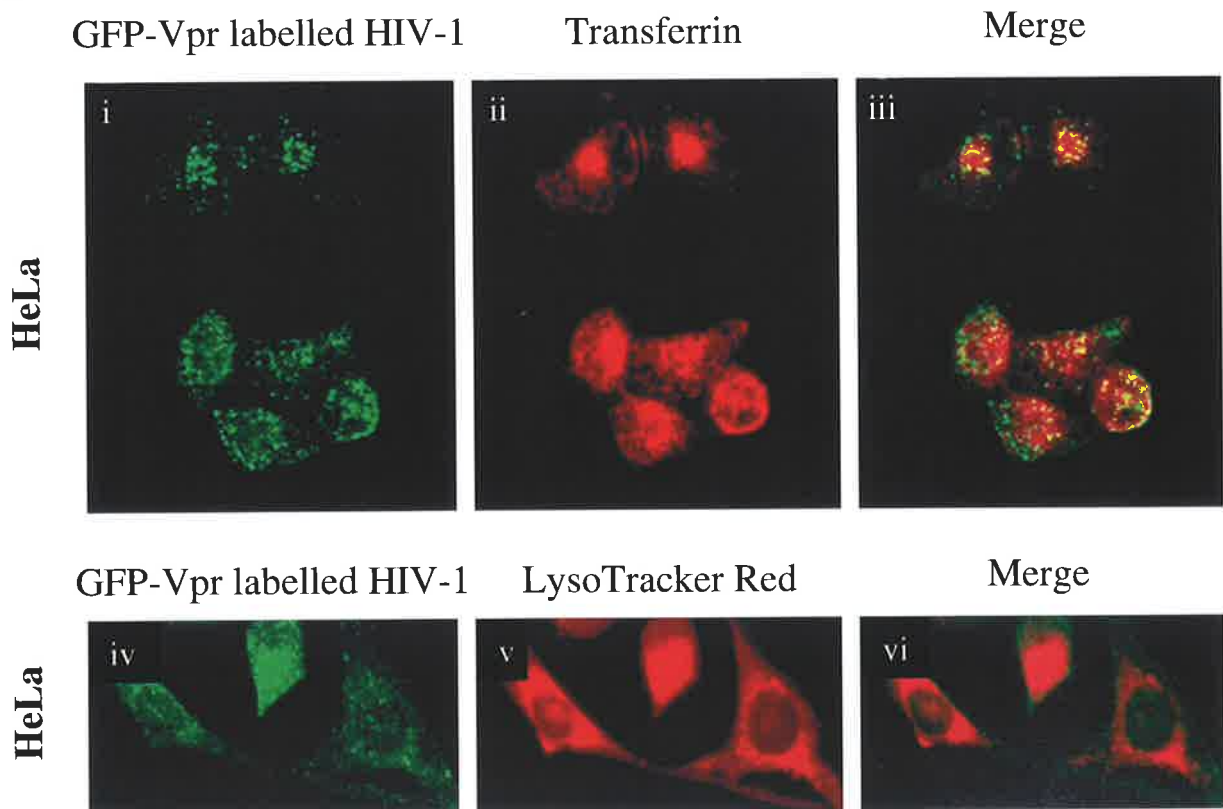 GFP-Vpr labelled HIV-1 Transferrin Merge
i ii iii
HeLa
GFP-Vpr labelled HIV-1 LysoTracker Red Merge
iv v vi
HeLa